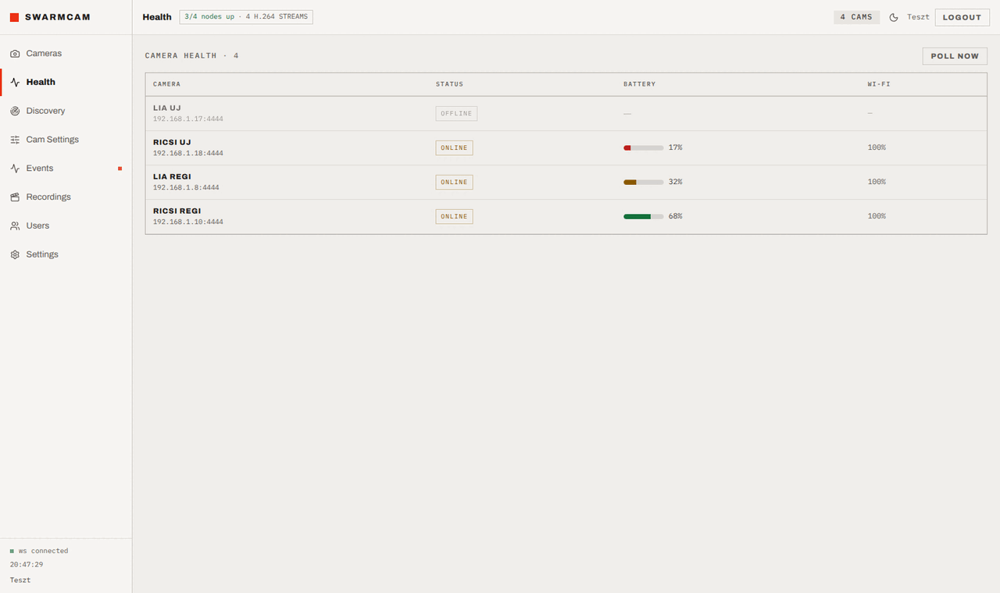 SWARMCAM
Health
3/4 nodes up · 4 H.264 STREAMS
4 CAMS
Teszt
LOGOUT
Cameras
Health
Discovery
Cam Settings
Events
Recordings
Users
Settings
CAMERA HEALTH · 4
POLL NOW
CAMERA STATUS BATTERY WI-FI
LIA UJ
192.168.1.17:4444
OFFLINE — —
RICSI UJ
192.168.1.18:4444
ONLINE 17% 100%
LIA REGI
192.168.1.8:4444
ONLINE 32% 100%
RICSI REGI
192.168.1.10:4444
ONLINE 68% 100%
ws connected
20:47:29
Teszt